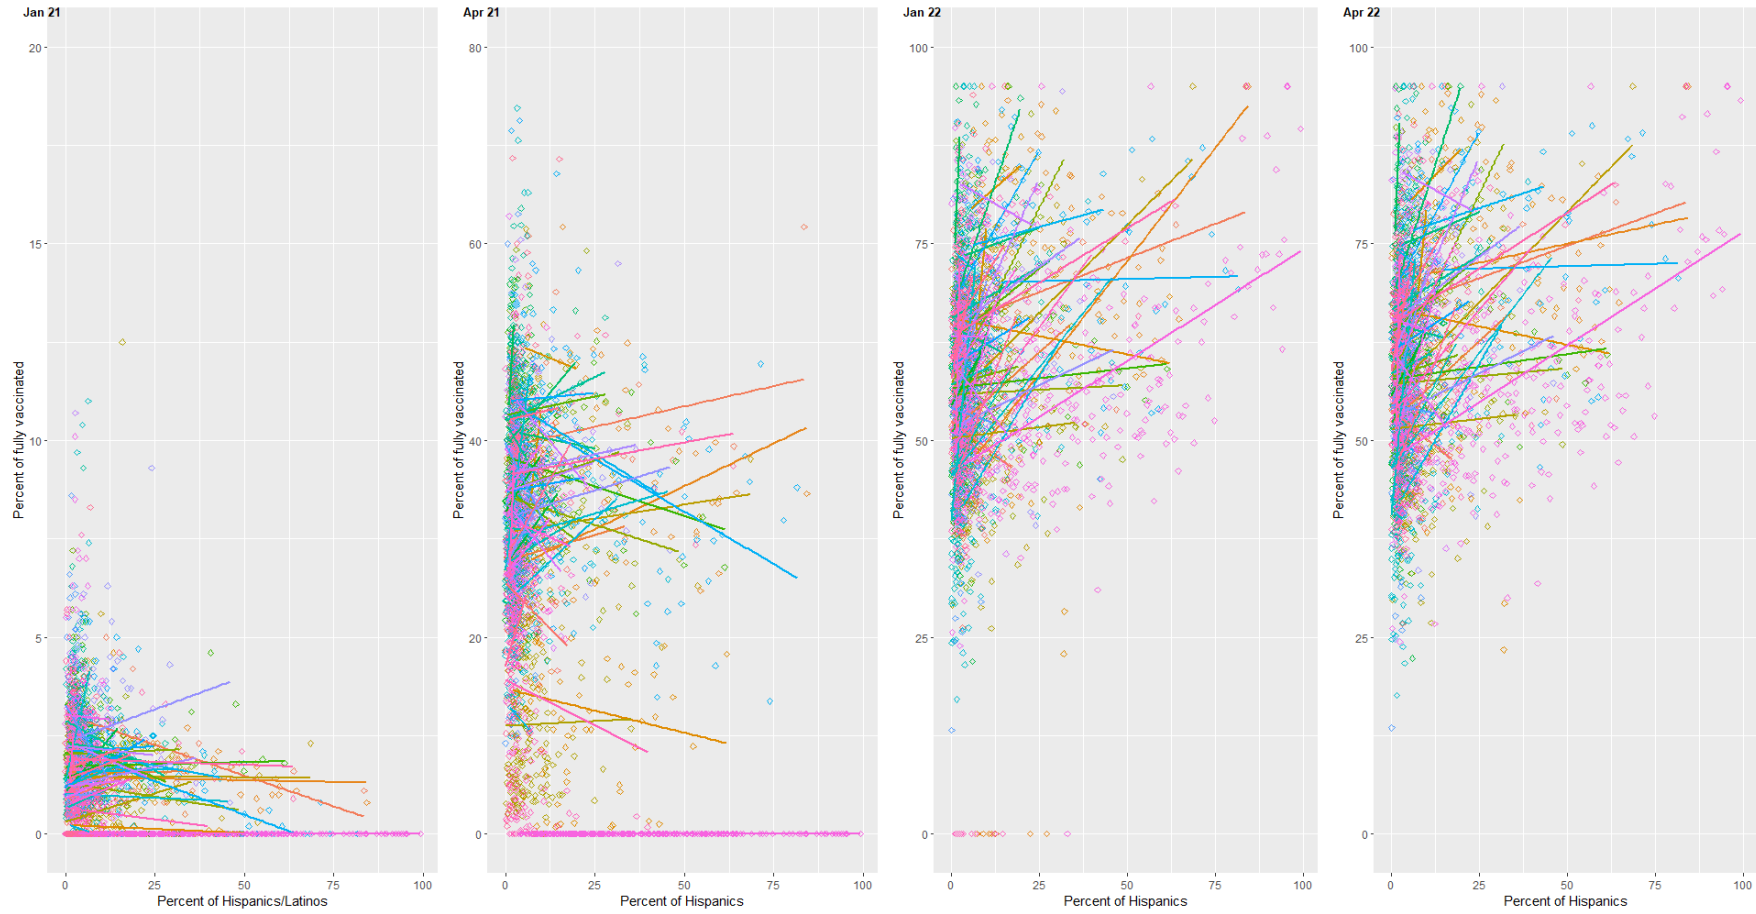 Jan 21
Apr 21
Jan 22
Apr 22
20
15
10
5
0
Percent of fully vaccinated
0 25 50 75 100
Percent of Hispanics/Latinos
80
60
40
20
0
Percent of fully vaccinated
0 25 50 75 100
Percent of Hispanics
100
75
50
25
0
Percent of fully vaccinated
0 25 50 75 100
Percent of Hispanics
100
75
50
25
0
Percent of fully vaccinated
0 25 50 75 100
Percent of Hispanics